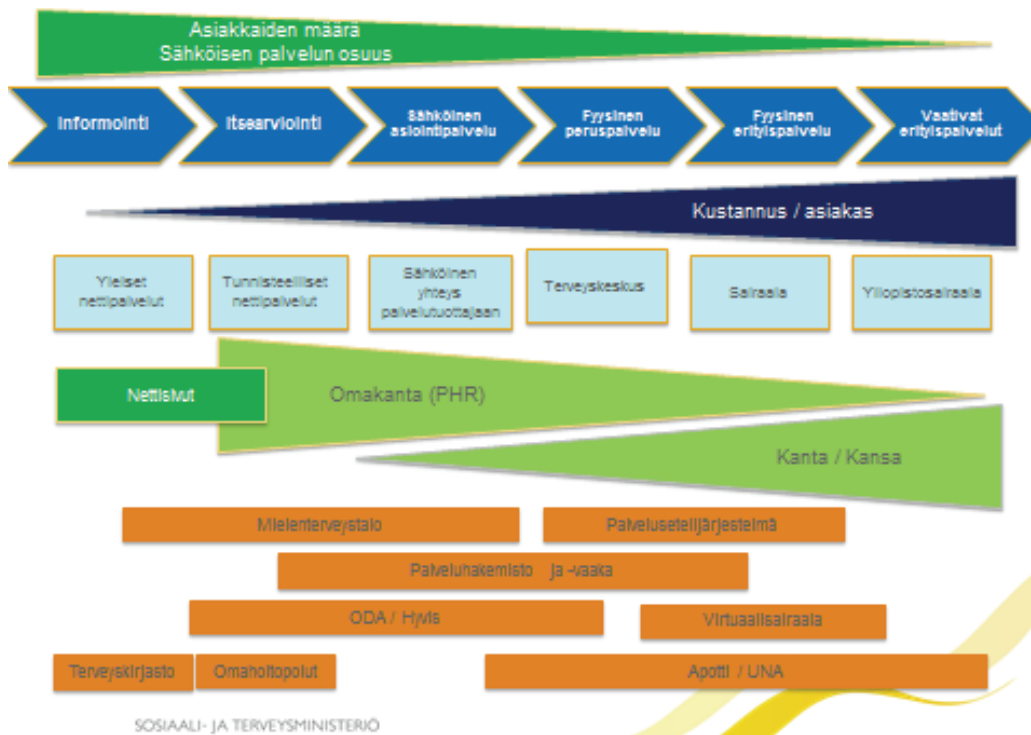 Asiakkaiden määrä
Sähköisen palvelun osuus
Informointi
Itsearviointi
Sähköinen
asiointipalvelu
Fyysinen
peruspalvelu
Fyysinen
erityispalvelu
Vaativat
erityispalvelut
Kustannus / asiakas
Yleiset
nettipalvelut
Tunnisteelliset
nettipalvelut
Sähköinen
yhteys
palvelutuottajaan
Terveyskeskus
Sairaala
Yliopistosairaala
Nettisivut
Omakanta (PHR)
Kanta / Kansa
Mielenterveystalo
Palvelusetelijärjestelmä
Palveluhakemisto ja -vaaka
ODA / Hyvis
Virtuaalisairaala
Terveyskirjasto
Omahoitopolut
Apotti / UNA
SOSIAALI- JA TERVEYSMINISTERIÖ